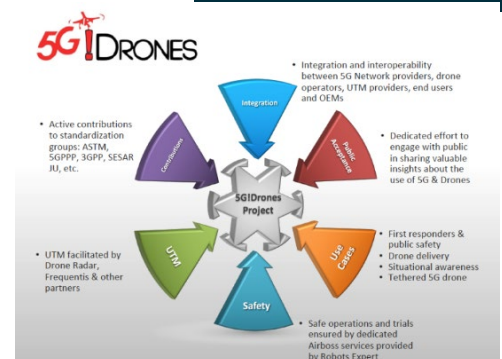 5G!DRONES
• Integration and interoperability
between 5G Network providers, drone
operators, UTM providers, end users
and OEMs
Integration
• Active contributions
to standardization
groups: ASTM,
5GPPP, 3GPP, SESAR
JU, etc.
Contributions
Public
Acceptance
• Dedicated effort to
engage with public
in sharing valuable
insights about the
use of 5G & Drones
5G!Drones
Project
• UTM facilitated by
Drone Radar,
Frequentis & other
partners
UTM
Use
Cases
• First responders &
public safety
• Drone delivery
• Situational awareness
• Tethered 5G drone
Safety
• Safe operations and trials
ensured by dedicated
Airboss services provided
by Robots Expert